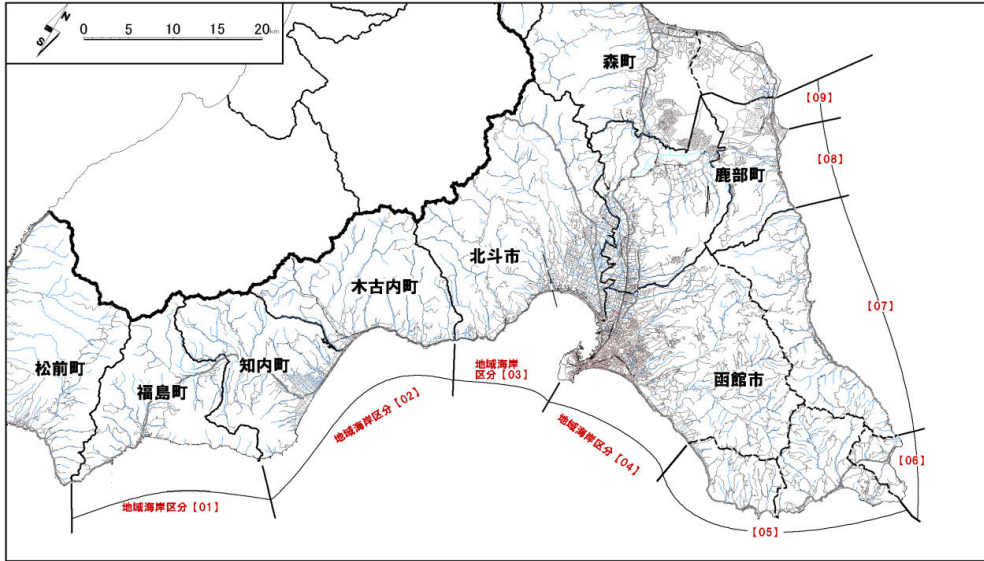 N
S
0 5 10 15 20km
森町
【09】
【08】
鹿部町
北斗市
木古内町
【07】
松前町
福島町
知内町
地域海岸
区分【03】
函館市
地域海岸区分【02】
地域海岸区分【04】
【06】
地域海岸区分【01】
【05】